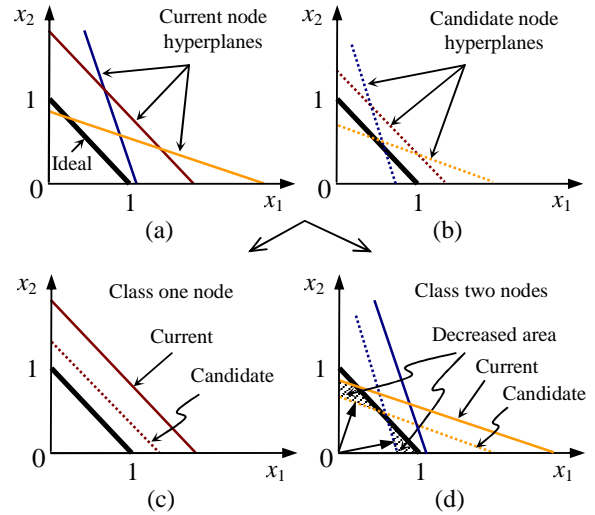 x2
Current node
hyperplanes
1
Ideal
0
1
x1
(a)
x2
Candidate node
hyperplanes
1
0
1
x1
(b)
x2
Class one node
Current
1
Candidate
0
1
x1
(c)
x2
Class two nodes
Decreased area
1
Current
Candidate
0
1
x1
(d)